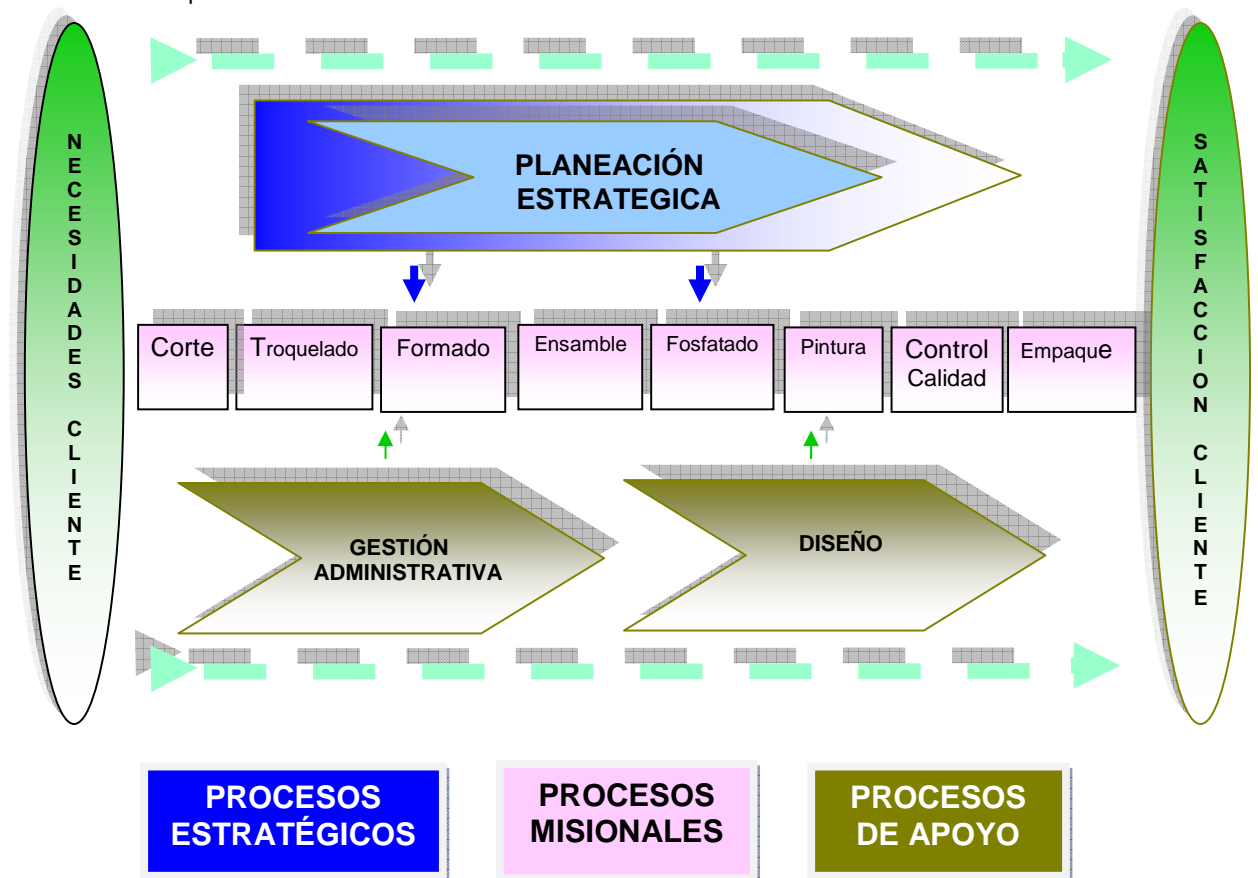 NECESIDADES CLIENTE
PLANEACIÓN
ESTRATEGICA
SATISFACCION CLIENTE
Corte
Troquelado
Formado
Ensamble
Fosfatado
Pintura
Control
Calidad
Empaque
GESTIÓN
ADMINISTRATIVA
DISEÑO
PROCESOS
ESTRATÉGICOS
PROCESOS
MISIONALES
PROCESOS
DE APOYO